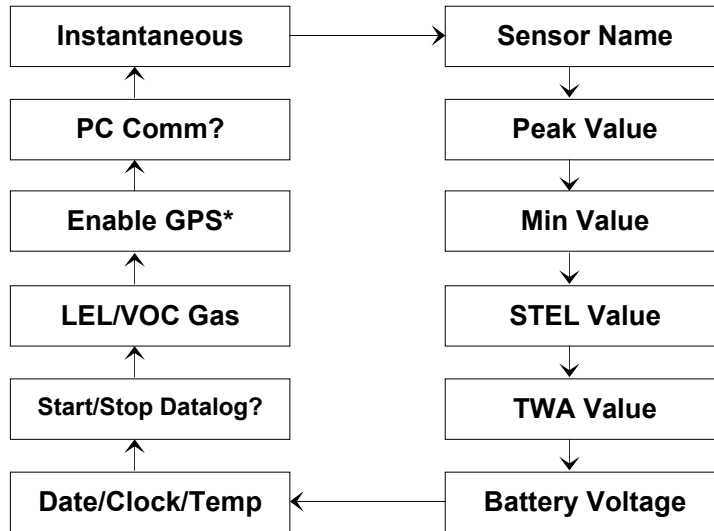 Instantaneous
Sensor Name
PC Comm?
Peak Value
Enable GPS*
Min Value
LEL/VOC Gas
STEL Value
Start/Stop Datalog?
TWA Value
Date/Clock/Temp
Battery Voltage